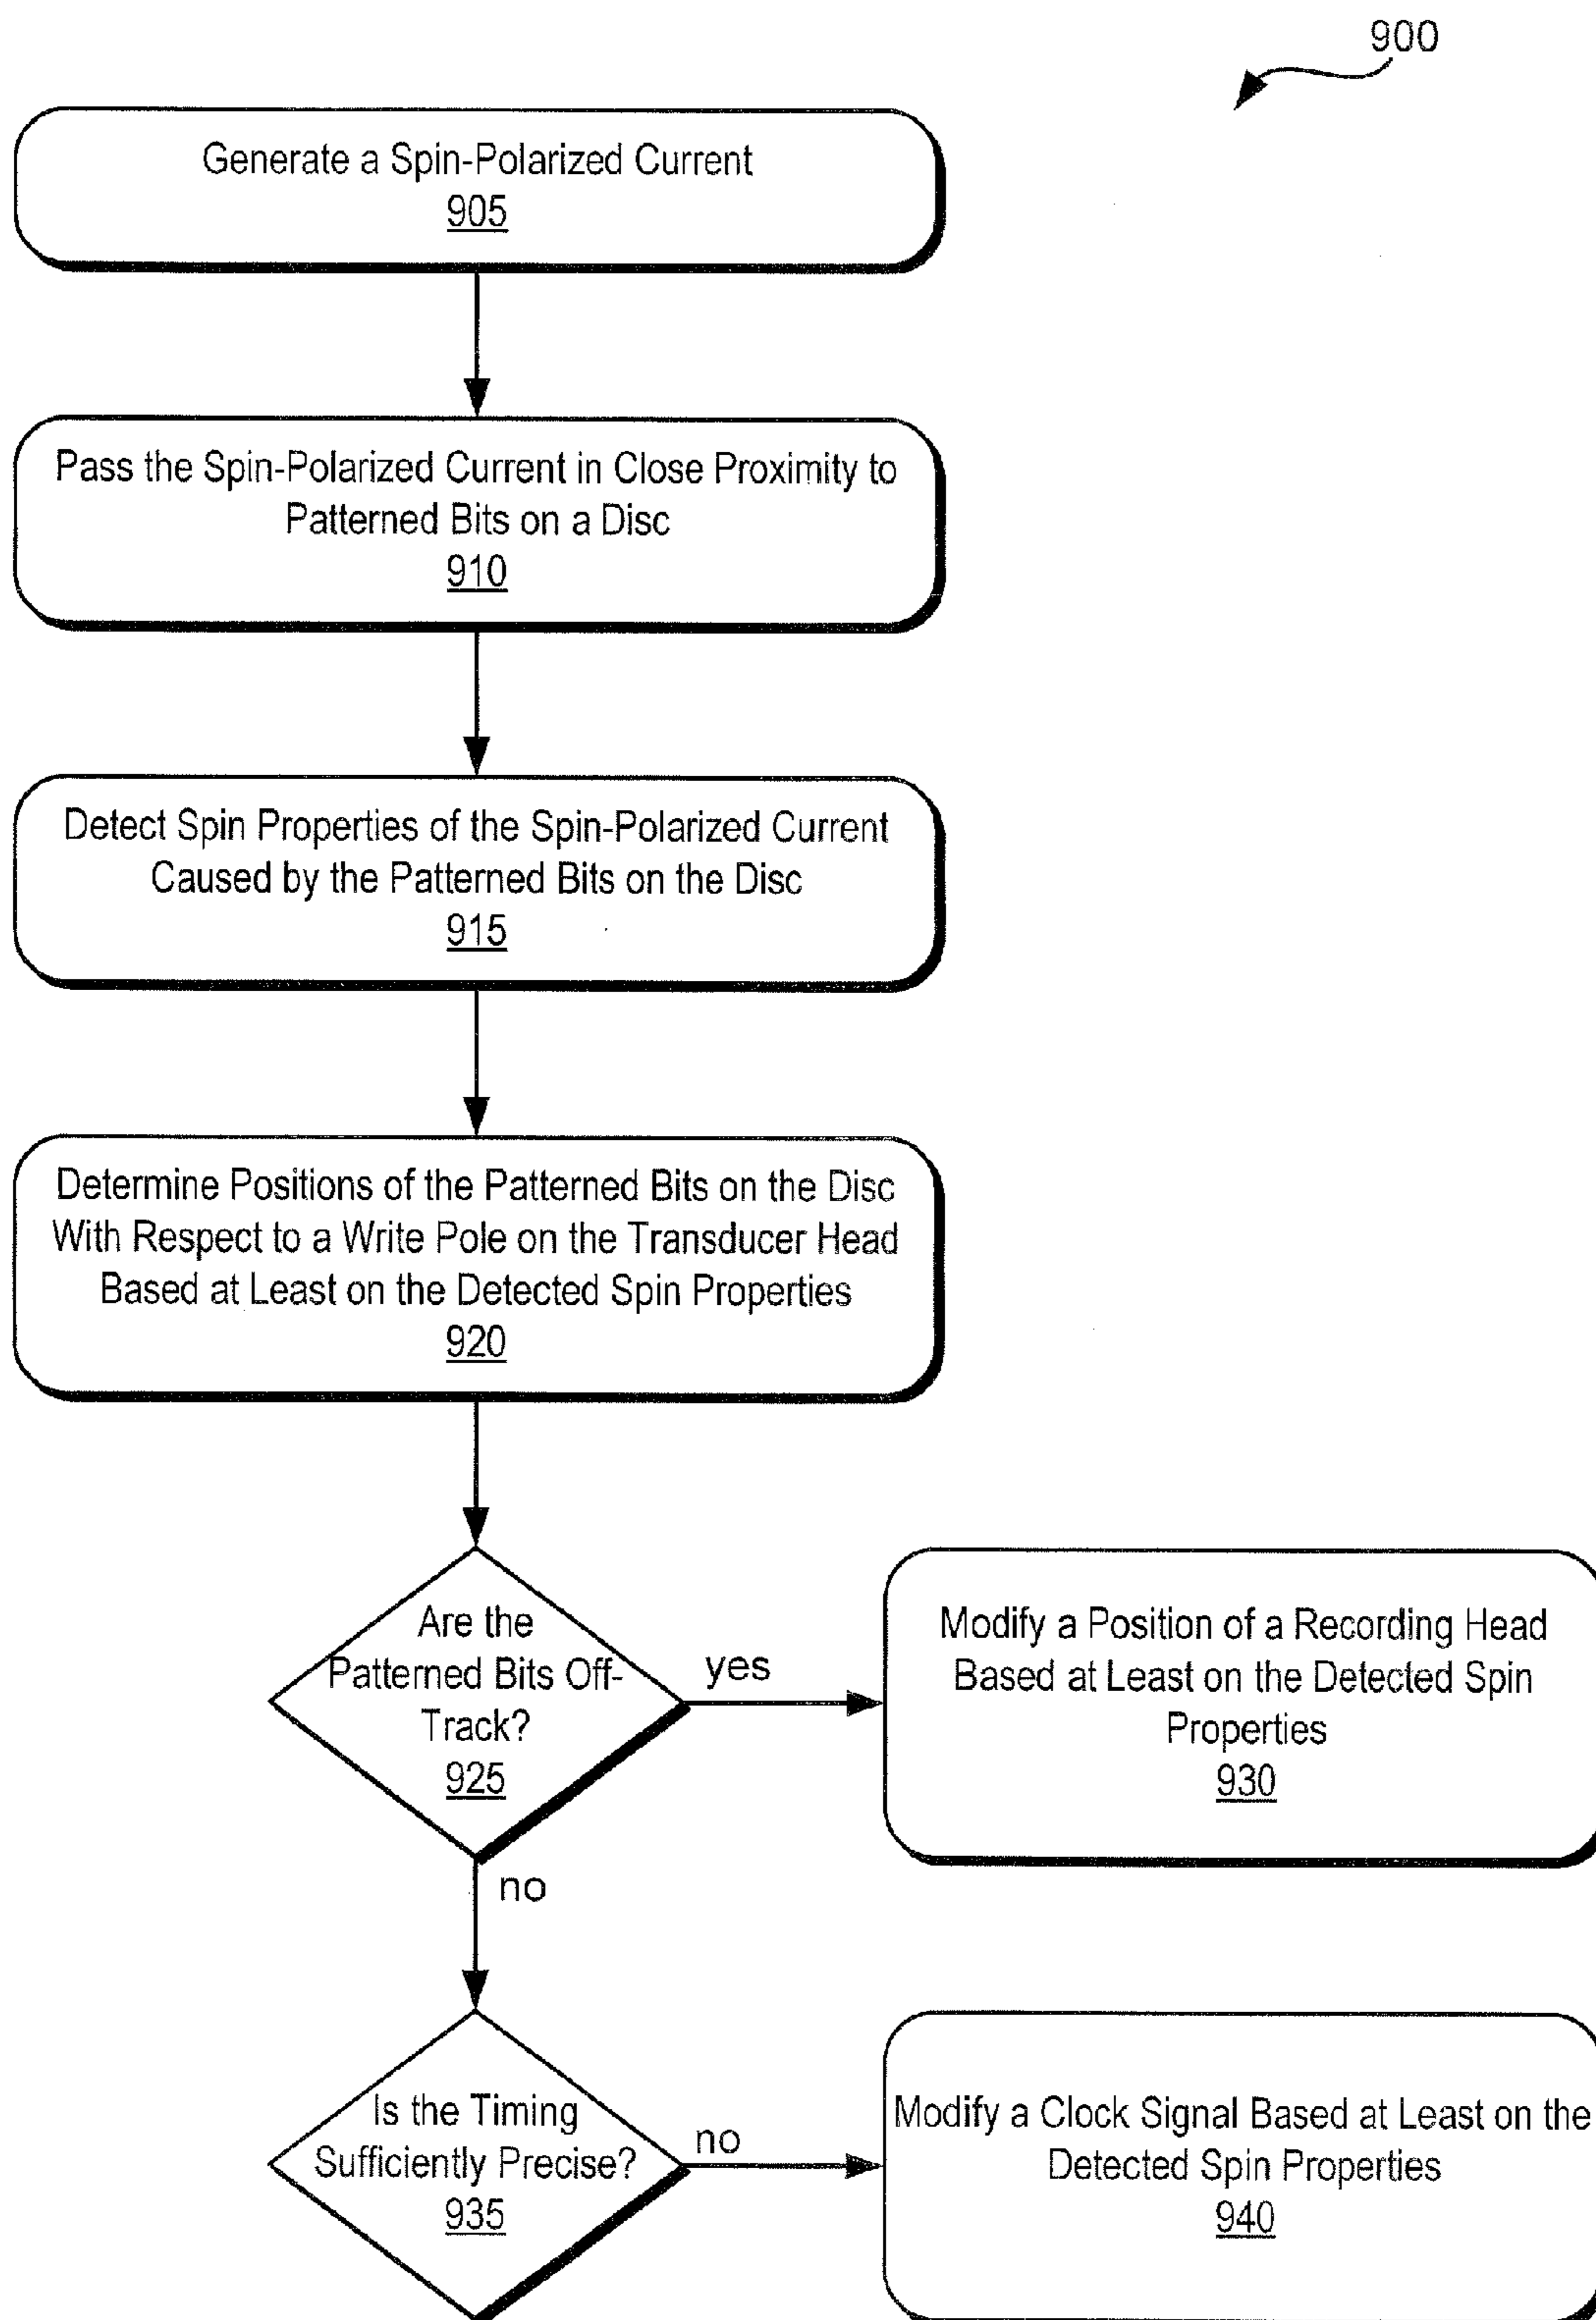 900
Generate a Spin-Polarized Current
905
Pass the Spin-Polarized Current in Close Proximity to
Patterned Bits on a Disc
910
Detect Spin Properties of the Spin-Polarized Current
Caused by the Patterned Bits on the Disc
915
Determine Positions of the Patterned Bits on the Disc
With Respect to a Write Pole on the Transducer Head
Based at Least on the Detected Spin Properties
920
Are the
Patterned Bits Off-
Track?
925
yes
Modify a Position of a Recording Head
Based at Least on the Detected Spin
Properties
930
no
Is the Timing
Sufficiently Precise?
935
no
Modify a Clock Signal Based at Least on the
Detected Spin Properties
940